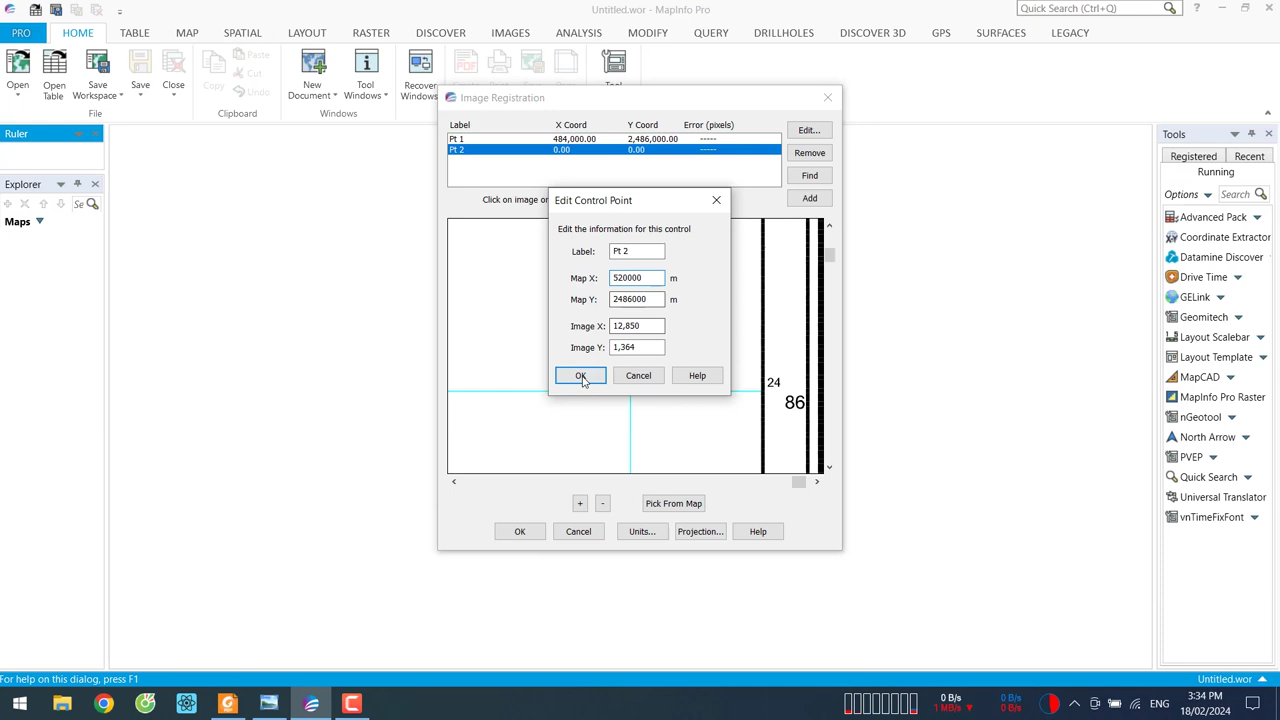 Untitled.wor - MapInfo Pro
Quick Search (Ctrl+Q)
PRO HOME TABLE MAP SPATIAL LAYOUT RASTER DISCOVER IMAGES ANALYSIS MODIFY QUERY DRILLHOLES DISCOVER 3D GPS SURFACES LEGACY
Open Open Table Save Workspace Save Close
File
Copy Paste Cut Undo
Clipboard
New Document Tool Windows
Windows
Recover Windows
Tool
Ruler
Explorer
Se
Maps
Image Registration
Label X Coord Y Coord Error (pixels)
Pt 1 484,000.00 2,486,000.00 -----
Pt 2 0.00 0.00 -----
Edit...
Remove
Find
Add
Click on image or
Edit Control Point
Edit the information for this control
Label: Pt 2
Map X: 520000 m
Map Y: 2486000 m
Image X: 12,850
Image Y: 1,364
OK Cancel Help
24
86
+ - Pick From Map
OK Cancel Units... Projection... Help
Tools
Registered Recent
Running
Options Search
Advanced Pack
Coordinate Extractor
Datamine Discover
Drive Time
GELink
Geomitech
Layout Scalebar
Layout Template
MapCAD
MapInfo Pro Raster
nGeotool
North Arrow
PVEP
Quick Search
Universal Translator
vnTimeFixFont
For help on this dialog, press F1
Untitled.wor
0 B/s
1 MB/s
0 B/s
0 B/s
ENG
3:34 PM
18/02/2024